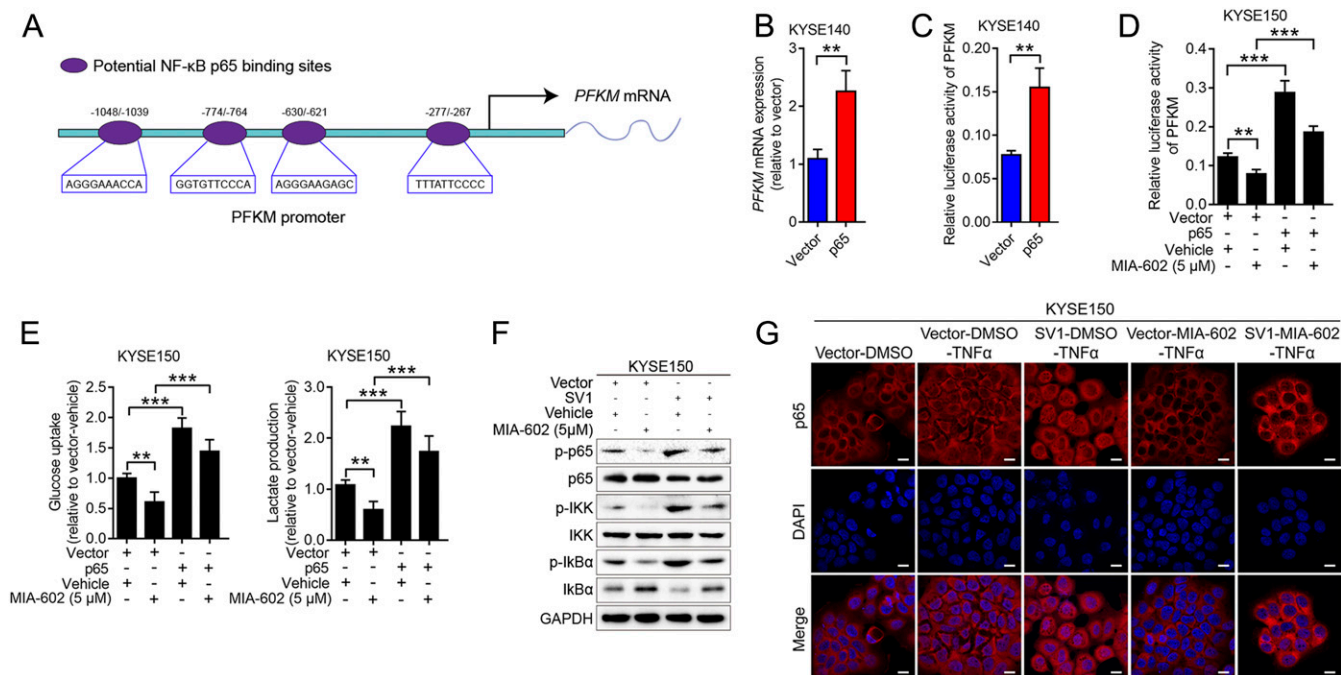 A
Potential NF-κB p65 binding sites
-1048/-1039
-774/-764
-630/-621
-277/-267
PFKM mRNA
AGGGAAACCA
GGTGTTCCCA
AGGGAAGAGC
TTTATTCCCC
PFKM promoter
B
KYSE140
PFKM mRNA expression
(relative to vector)
3
2
1
0
**
Vector
p65
C
KYSE140
Relative luciferase activity of PFKM
0.20
0.15
0.10
0.05
0.00
**
Vector
p65
D
KYSE150
Relative luciferase activity
of PFKM
0.4
0.3
0.2
0.1
0.0
***
***
**
Vector + + - -
p65 - - + +
Vehicle + - + -
MIA-602 (5 μM) - + - +
E
KYSE150
Glucose uptake
(relative to vector-vehicle)
2.5
2.0
1.5
1.0
0.5
0.0
***
***
**
Vector + + - -
p65 - - + +
Vehicle + - + -
MIA-602 (5 μM) - + - +
KYSE150
Lactate production
(relative to vector-vehicle)
3.0
2.0
1.0
0.0
***
***
**
Vector + + - -
p65 - - + +
Vehicle + - + -
MIA-602 (5 μM) - + - +
F
KYSE150
Vector + + - -
SV1 - - + +
Vehicle + - + -
MIA-602 (5μM) - + - +
p-p65
p65
p-IKK
IKK
p-IkBα
IkBα
GAPDH
G
KYSE150
Vector-DMSO
Vector-DMSO
-TNFα
SV1-DMSO
-TNFα
Vector-MIA-602
-TNFα
SV1-MIA-602
-TNFα
p65
DAPI
Merge